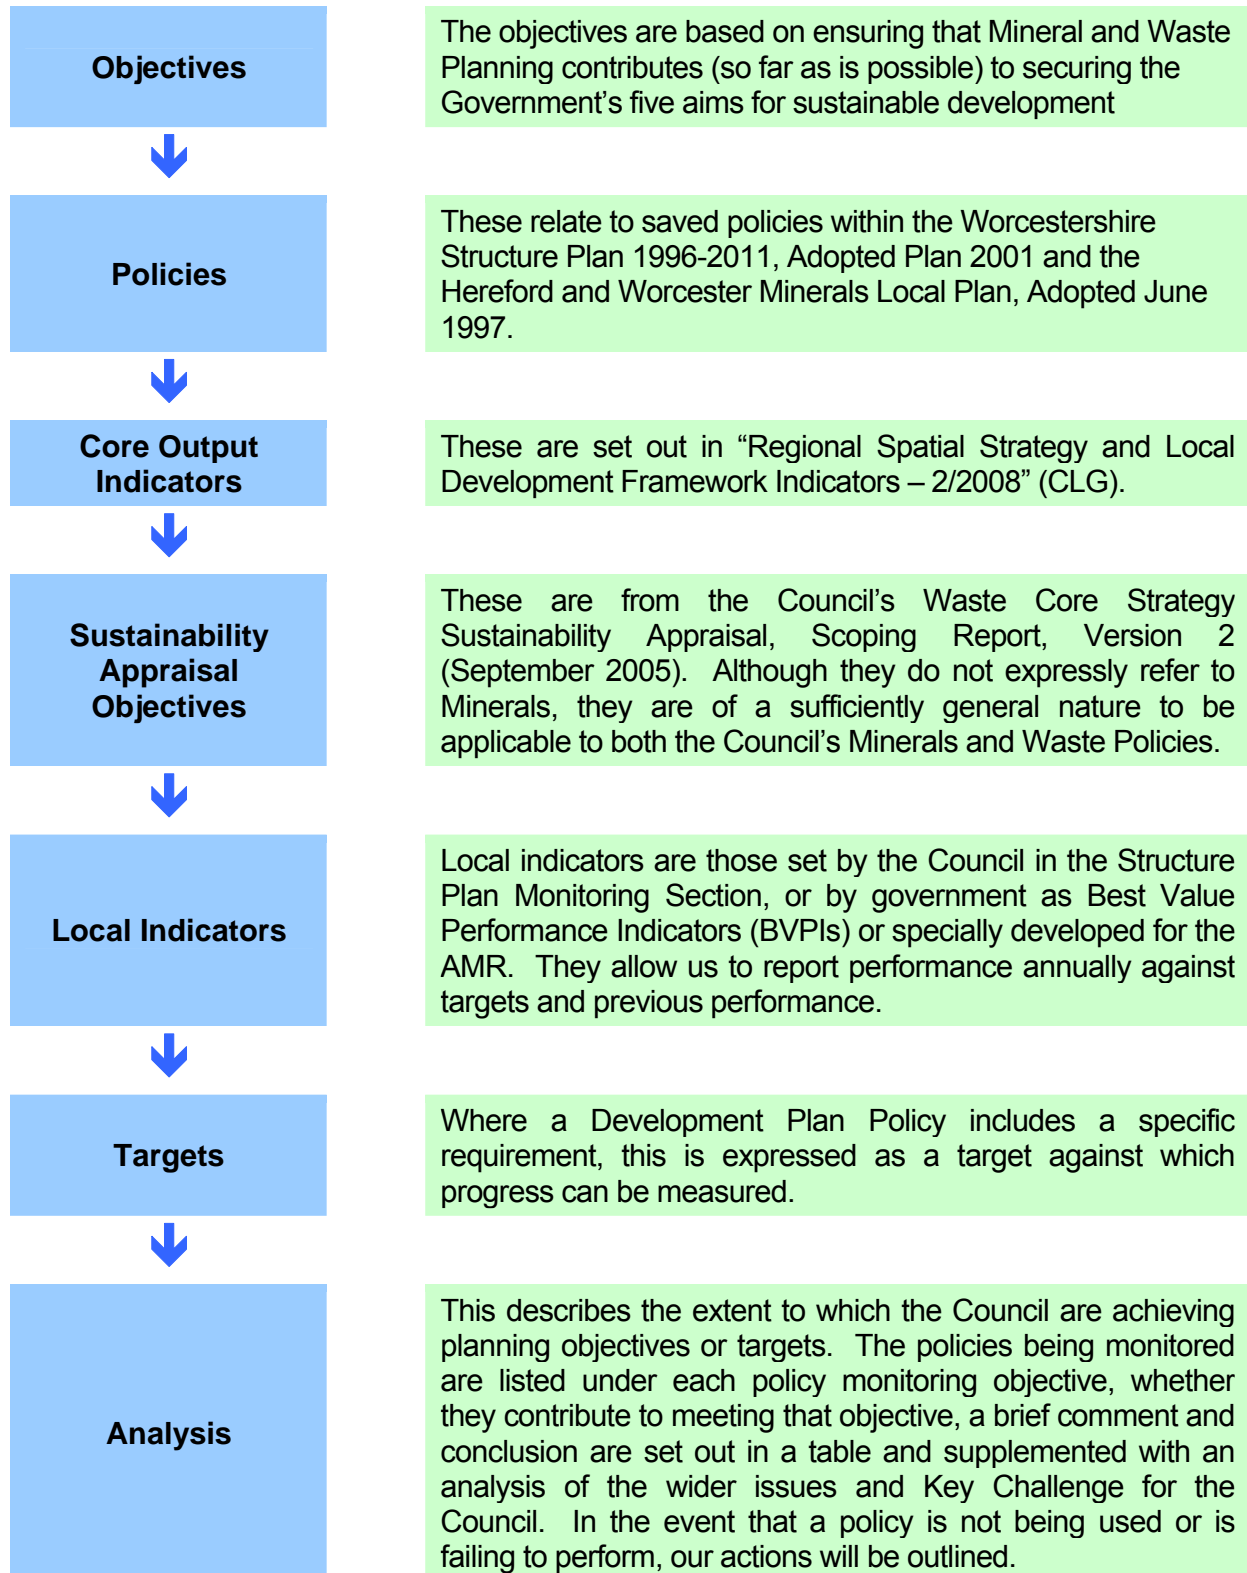 Objectives
The objectives are based on ensuring that Mineral and Waste
Planning contributes (so far as is possible) to securing the
Government’s five aims for sustainable development
Policies
These relate to saved policies within the Worcestershire
Structure Plan 1996-2011, Adopted Plan 2001 and the
Hereford and Worcester Minerals Local Plan, Adopted June
1997.
Core Output
Indicators
These are set out in “Regional Spatial Strategy and Local
Development Framework Indicators – 2/2008” (CLG).
Sustainability
Appraisal
Objectives
These are from the Council’s Waste Core Strategy
Sustainability Appraisal, Scoping Report, Version 2
(September 2005). Although they do not expressly refer to
Minerals, they are of a sufficiently general nature to be
applicable to both the Council’s Minerals and Waste Policies.
Local Indicators
Local indicators are those set by the Council in the Structure
Plan Monitoring Section, or by government as Best Value
Performance Indicators (BVPIs) or specially developed for the
AMR. They allow us to report performance annually against
targets and previous performance.
Targets
Where a Development Plan Policy includes a specific
requirement, this is expressed as a target against which
progress can be measured.
Analysis
This describes the extent to which the Council are achieving
planning objectives or targets. The policies being monitored
are listed under each policy monitoring objective, whether
they contribute to meeting that objective, a brief comment and
conclusion are set out in a table and supplemented with an
analysis of the wider issues and Key Challenge for the
Council. In the event that a policy is not being used or is
failing to perform, our actions will be outlined.